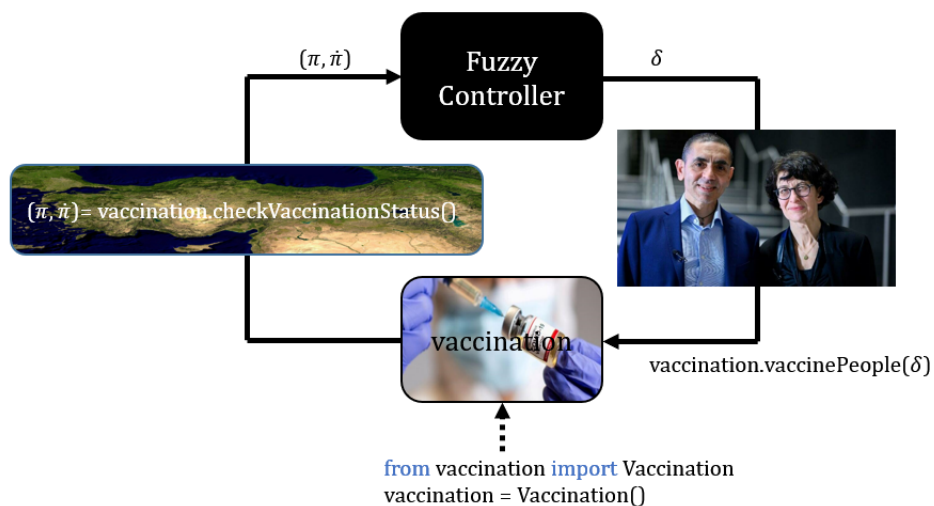 (π, π̇)
Fuzzy
Controller
δ
(π, π̇)= vaccination.checkVaccinationStatus()
vaccination
vaccination.vaccinePeople(δ)
from vaccination import Vaccination
vaccination = Vaccination()